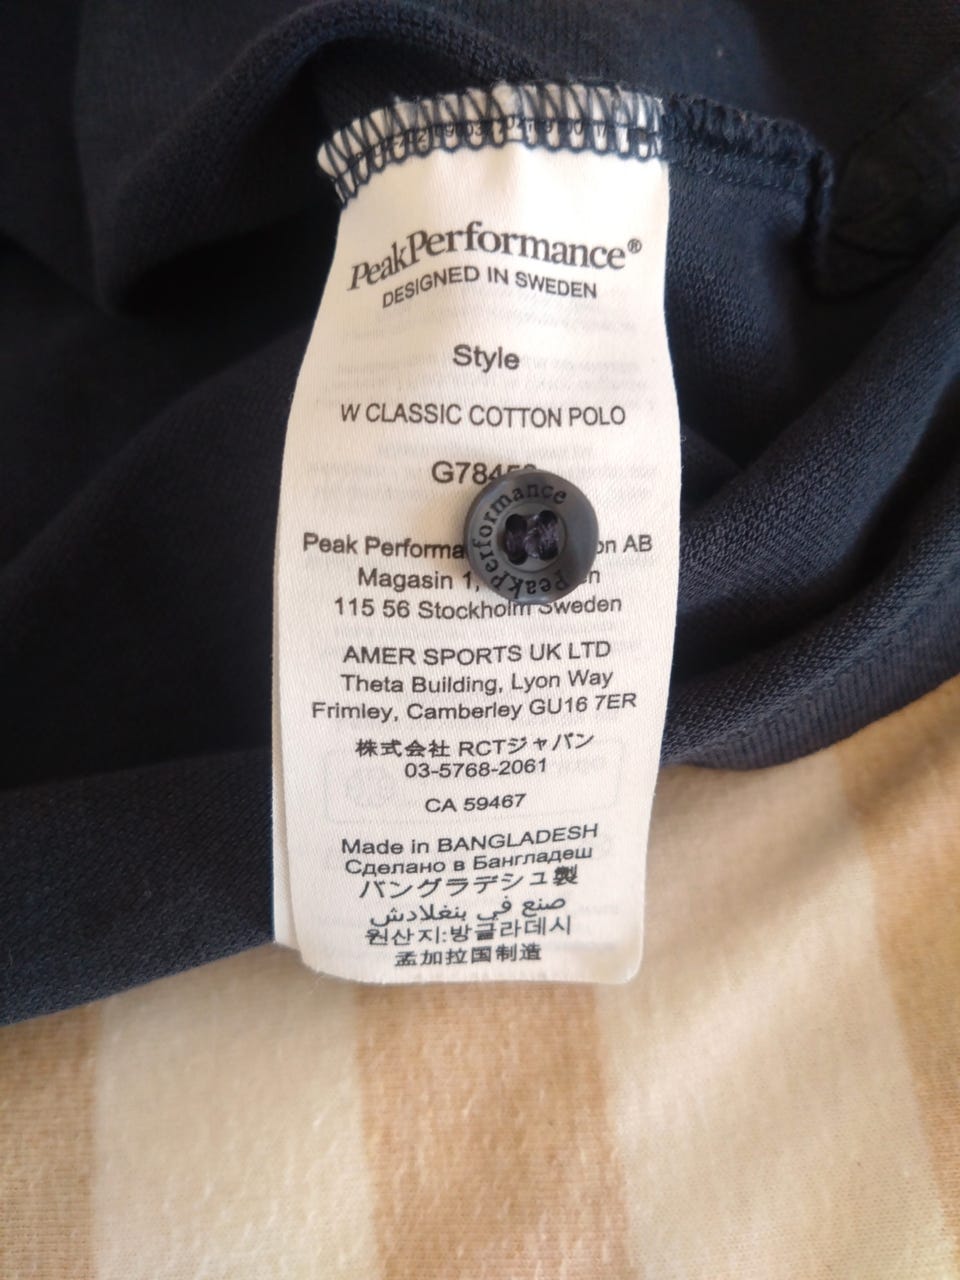 PeakPerformance®
DESIGNED IN SWEDEN
Style
W CLASSIC COTTON POLO
Peak AB
Magasin 1,
115 56 Stockholm Sweden
PeakPerformance
AMER SPORTS UK LTD
Theta Building, Lyon Way
Frimley, Camberley GU16 7ER
株式会社 RCTジャパン
03-5768-2061
CA 59467
Made in BANGLADESH
Сделано в Бангладеш
バングラデシュ製
صنع في بنغلادش
원산지:방글라데시
孟加拉国制造